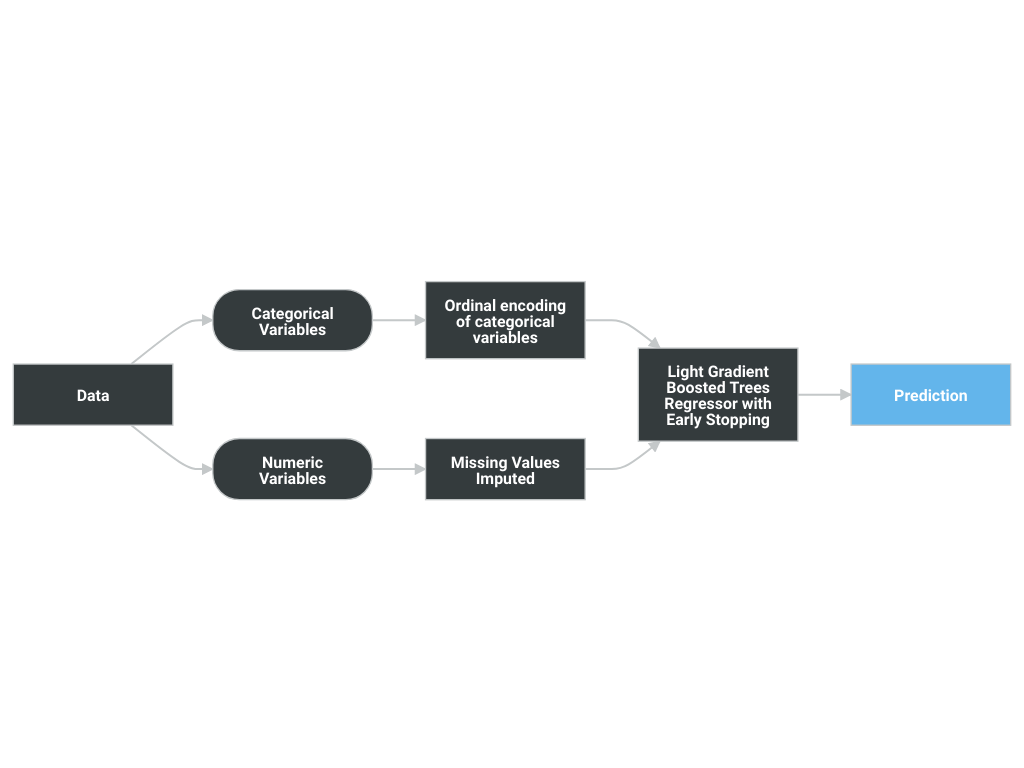 Data
Categorical
Variables
Ordinal encoding
of categorical
variables
Numeric
Variables
Missing Values
Imputed
Light Gradient
Boosted Trees
Regressor with
Early Stopping
Prediction